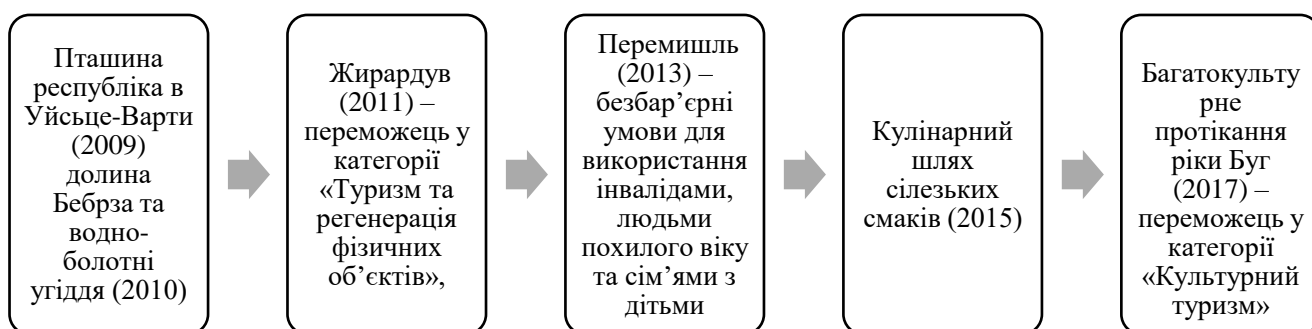 Пташина
республіка в
Уйсьце-Варти
(2009)
долина
Бебрза та
водно-
болотні
угіддя (2010)
Жирардув
(2011) –
переможець у
категорії
«Туризм та
регенерація
фізичних
об’єктів»,
Перемишль
(2013) –
безбар’єрні
умови для
використання
інвалідами,
людьми
похилого віку
та сім’ями з
дітьми
Кулінарний
шлях
сілезьких
смаків (2015)
Багатокульту
рне
протікання
ріки Буг
(2017) –
переможець у
категорії
«Культурний
туризм»